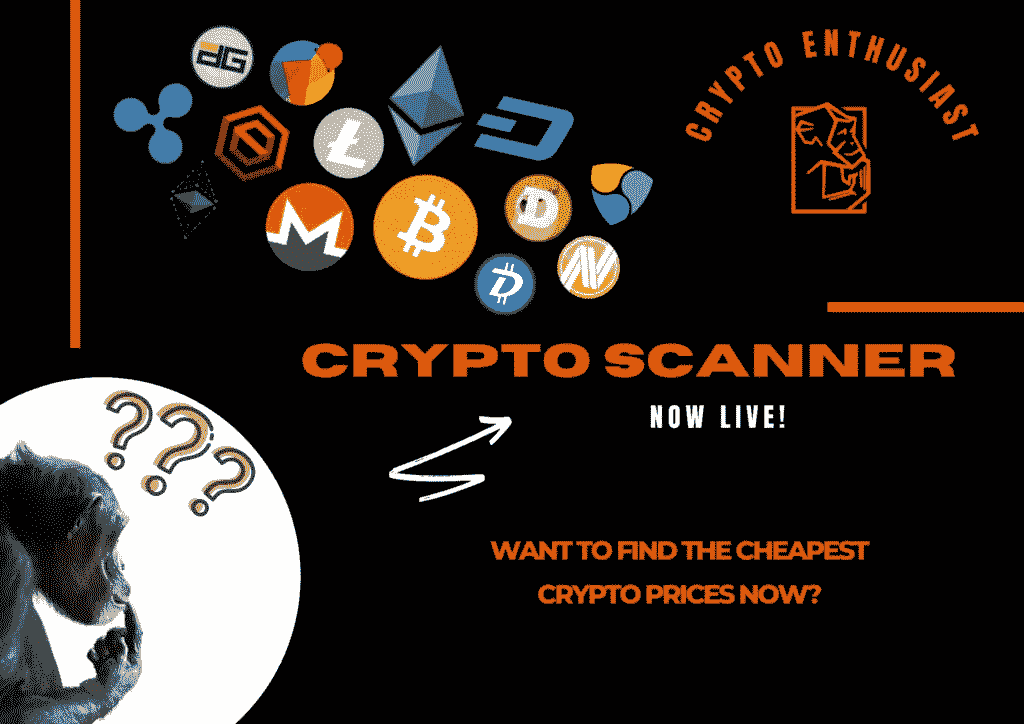 CRYPTO ENTHUSIAST
CRYPTO SCANNER
NOW LIVE!
WANT TO FIND THE CHEAPEST
CRYPTO PRICES NOW?
???